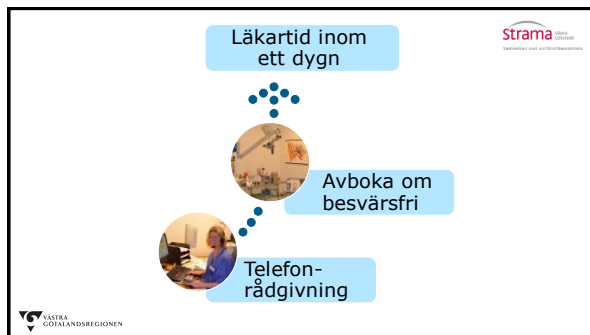 Läkartid inom
ett dygn
Strama VÄSTRA
GÖTALAND
Samverkan mot antibiotikaresistens
Avboka om
besvärsfri
Telefon-
rådgivning
VÄSTRA
GÖTALANDSREGIONEN